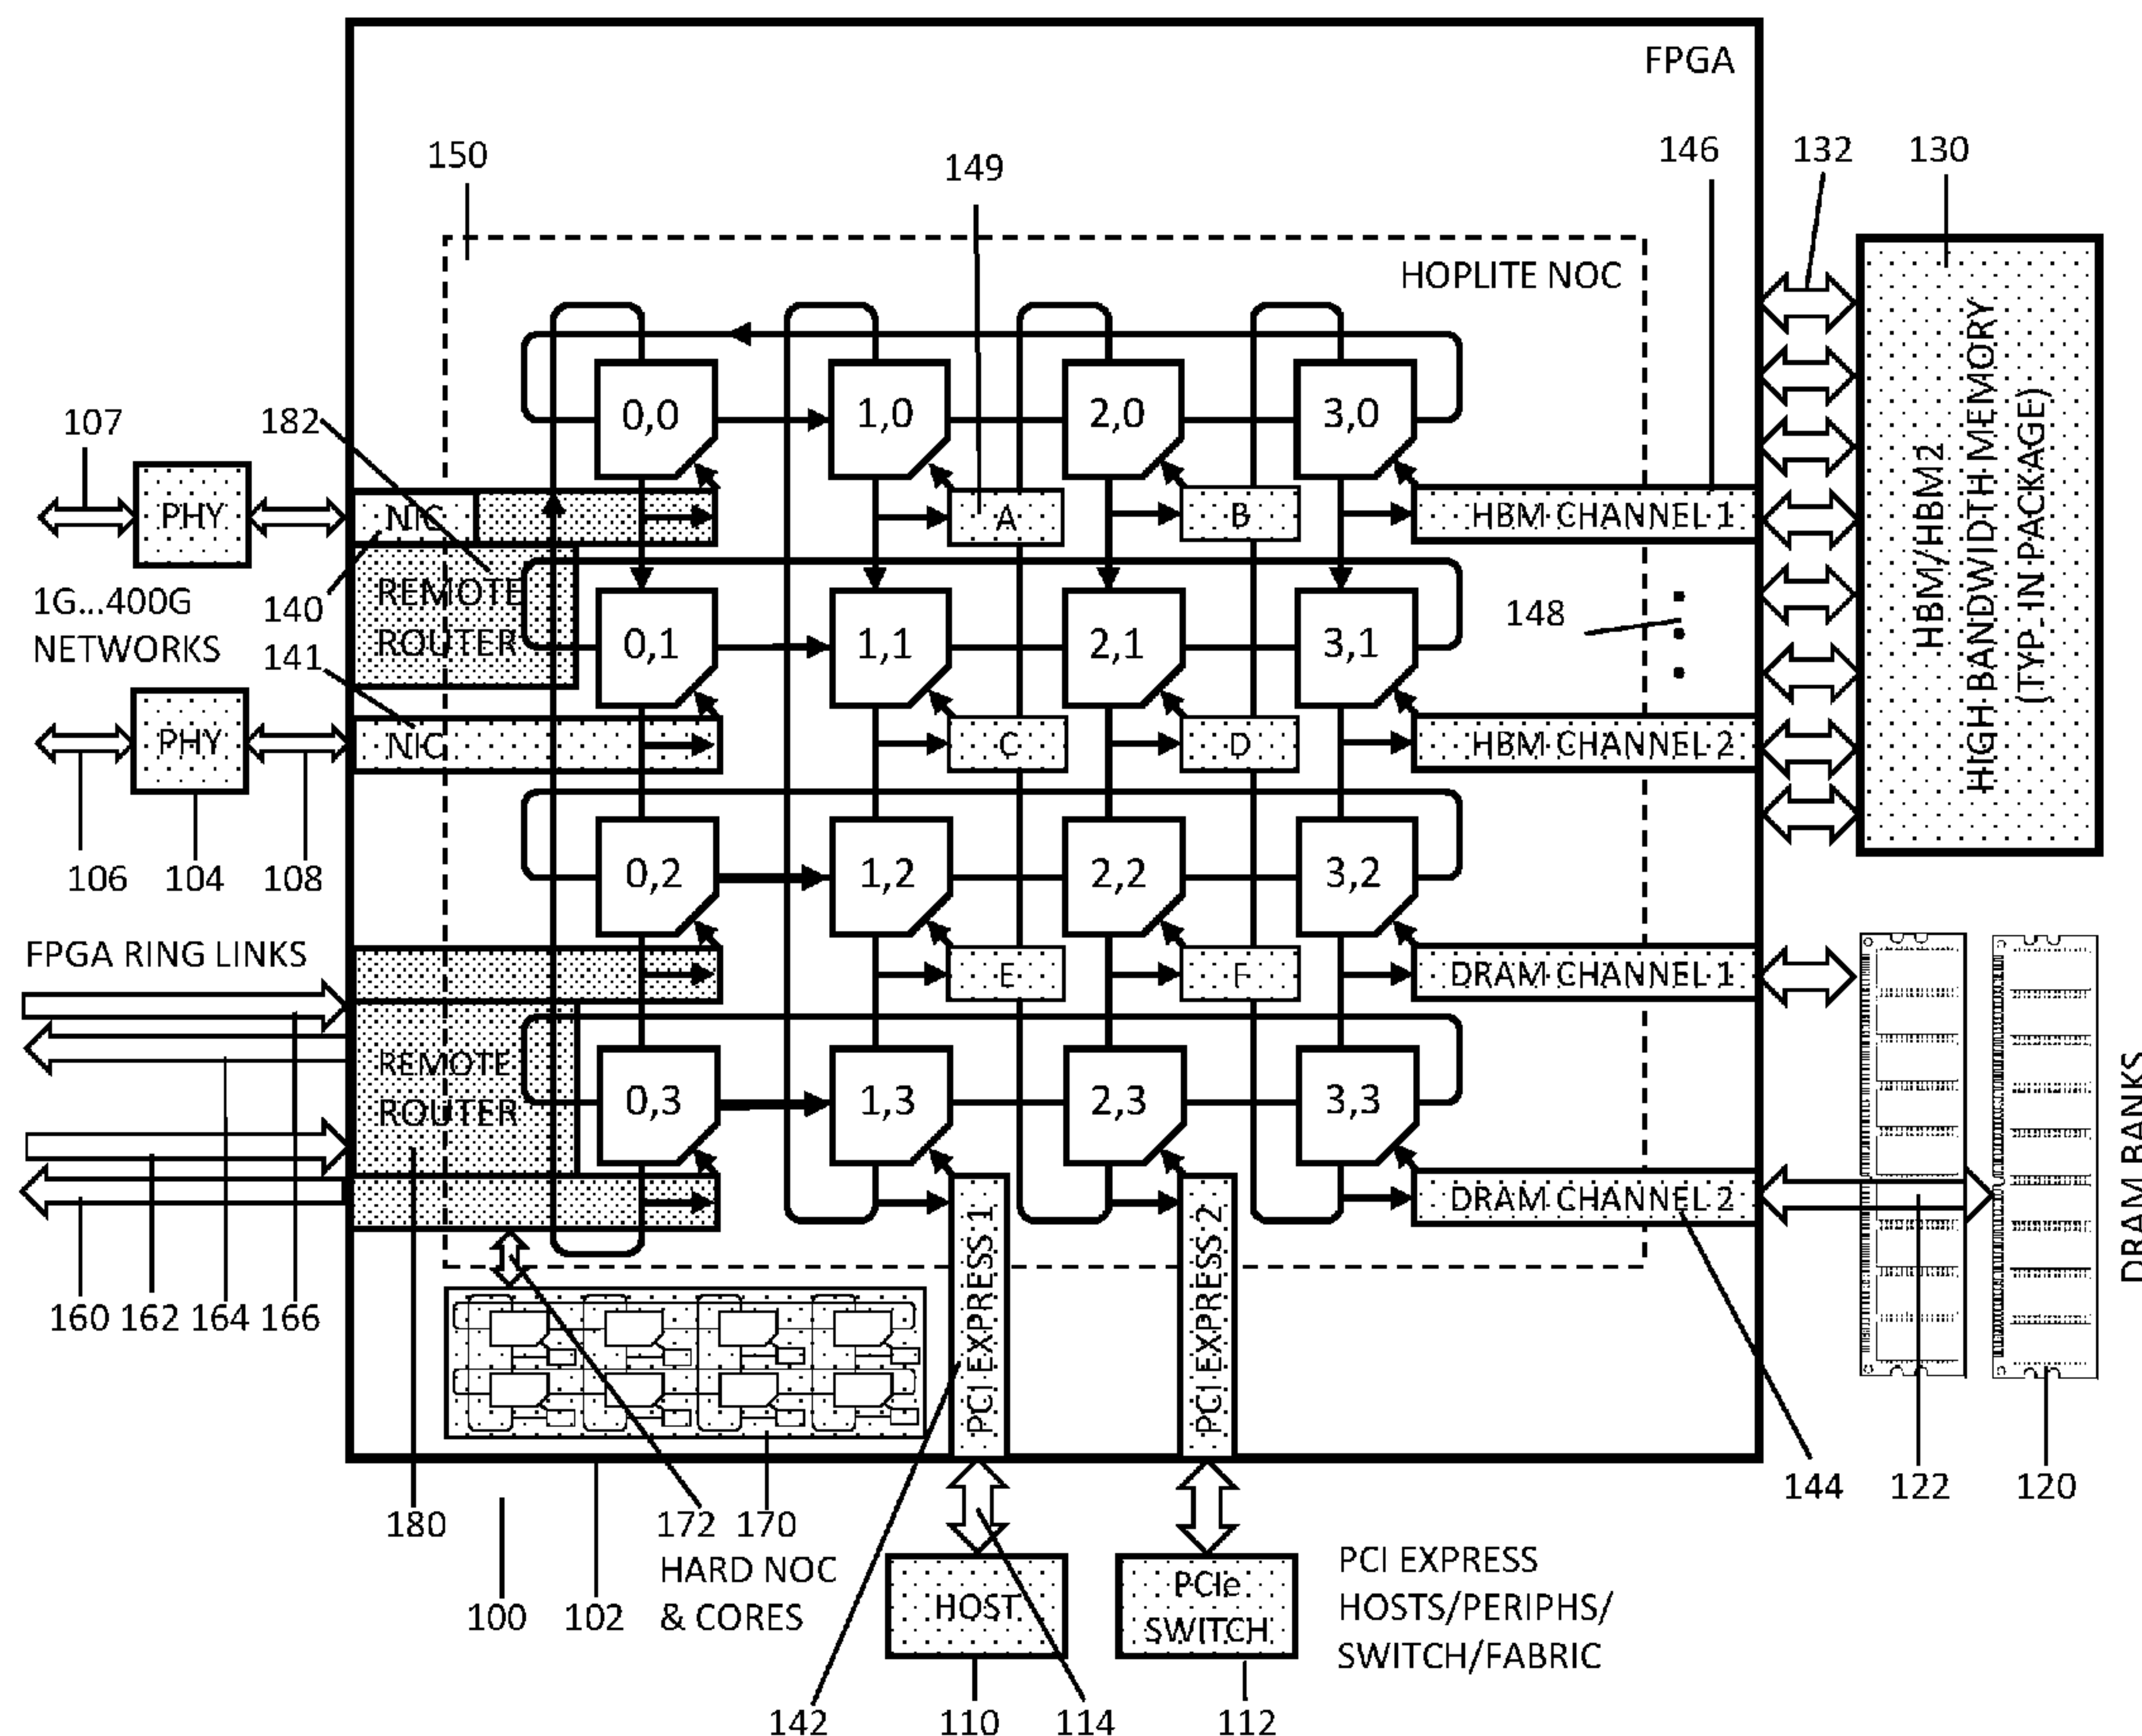 FPGA
150
149
146
132
130
HOPLITE NOC
107
182
0,0
1,0
2,0
3,0
PHY
NIC
A
B
HBM CHANNEL 1
HBM/HBM2
HIGH BANDWIDTH MEMORY
(TYP. IN PACKAGE)
1G...400G
NETWORKS
140
141
REMOTE
ROUTER
0,1
1,1
2,1
3,1
148
PHY
NIC
C
D
HBM CHANNEL 2
106
104
108
0,2
1,2
2,2
3,2
FPGA RING LINKS
E
F
DRAM CHANNEL 1
REMOTE
ROUTER
0,3
1,3
2,3
3,3
DRAM CHANNEL 2
DRAM BANKS
160
162
164
166
PCI EXPRESS 1
PCI EXPRESS 2
180
172
170
144
122
120
HARD NOC
& CORES
100
102
HOST
PCIe
SWITCH
PCI EXPRESS
HOSTS/PERIPHS/
SWITCH/FABRIC
142
110
114
112